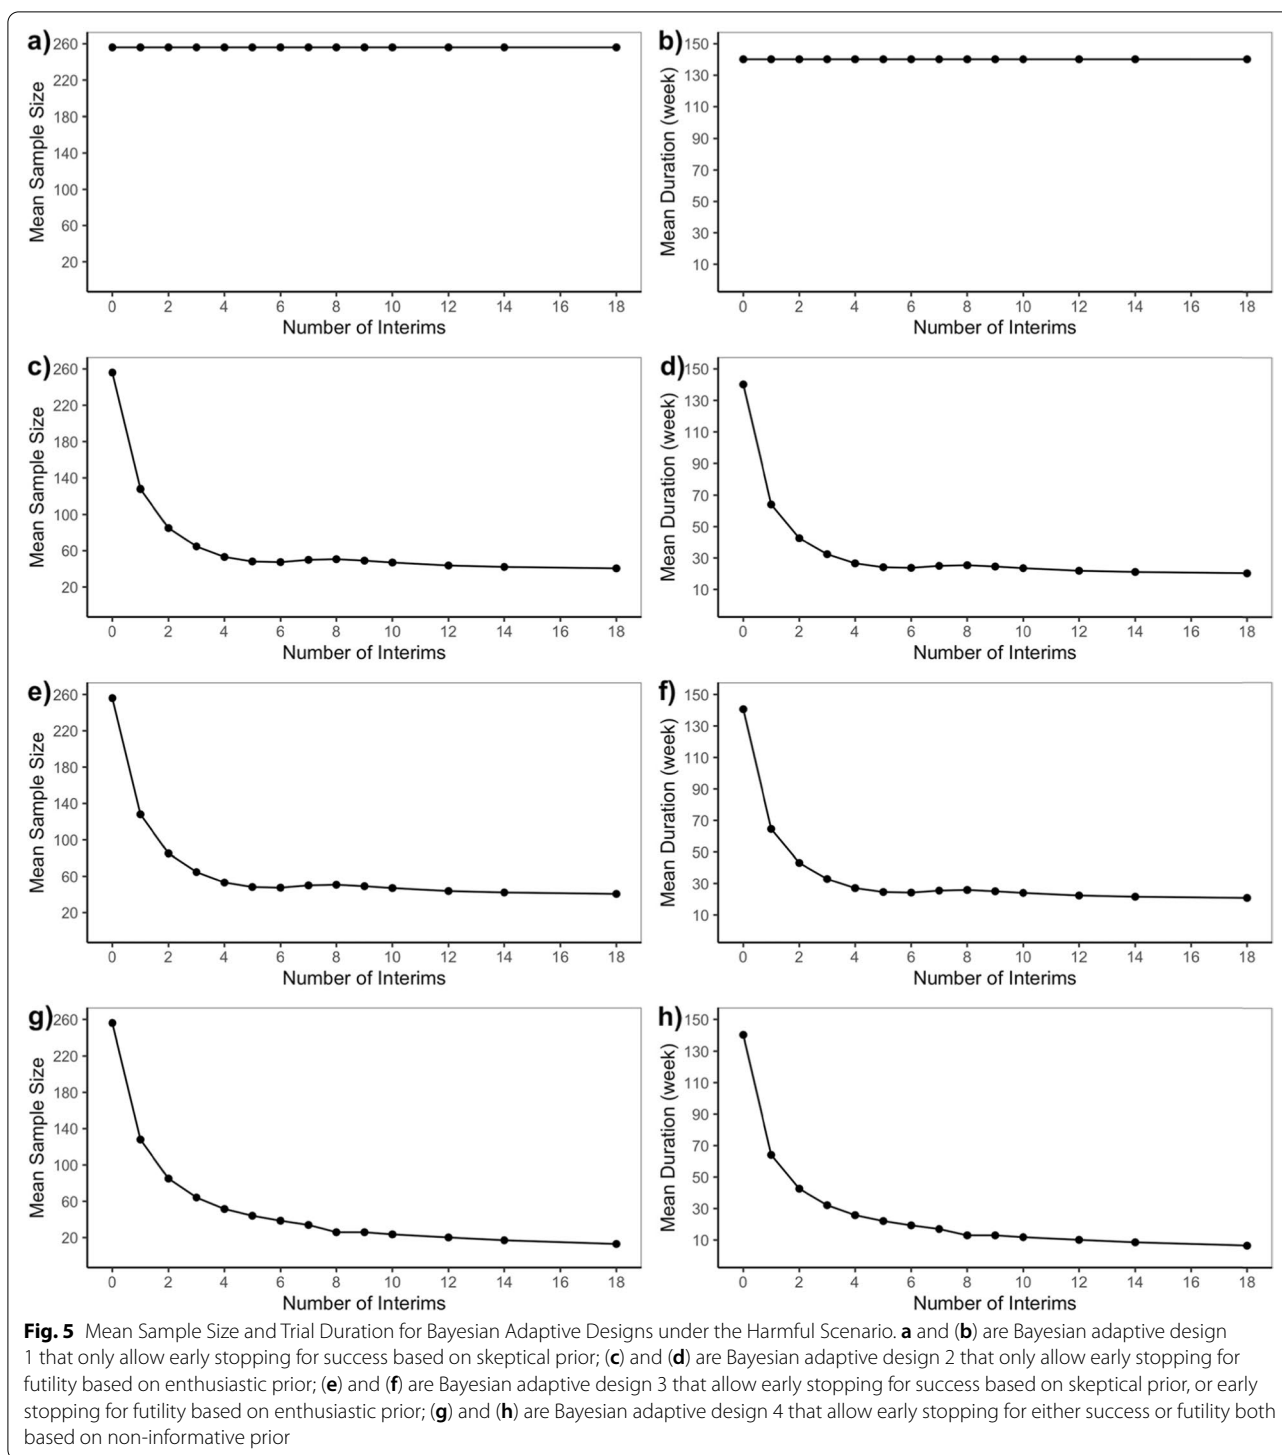 a)
260
220
180
140
100
60
20
Mean Sample Size
0 2 4 6 8 10 12 14 16 18
Number of Interims
b)
150
130
110
90
70
50
30
10
Mean Duration (week)
0 2 4 6 8 10 12 14 16 18
Number of Interims
c)
260
220
180
140
100
60
20
Mean Sample Size
0 2 4 6 8 10 12 14 16 18
Number of Interims
d)
150
130
110
90
70
50
30
10
Mean Duration (week)
0 2 4 6 8 10 12 14 16 18
Number of Interims
e)
260
220
180
140
100
60
20
Mean Sample Size
0 2 4 6 8 10 12 14 16 18
Number of Interims
f)
150
130
110
90
70
50
30
10
Mean Duration (week)
0 2 4 6 8 10 12 14 16 18
Number of Interims
g)
260
220
180
140
100
60
20
Mean Sample Size
0 2 4 6 8 10 12 14 16 18
Number of Interims
h)
150
130
110
90
70
50
30
10
Mean Duration (week)
0 2 4 6 8 10 12 14 16 18
Number of Interims
Fig. 5 Mean Sample Size and Trial Duration for Bayesian Adaptive Designs under the Harmful Scenario. a and (b) are Bayesian adaptive design
1 that only allow early stopping for success based on skeptical prior; (c) and (d) are Bayesian adaptive design 2 that only allow early stopping for
futility based on enthusiastic prior; (e) and (f) are Bayesian adaptive design 3 that allow early stopping for success based on skeptical prior, or early
stopping for futility based on enthusiastic prior; (g) and (h) are Bayesian adaptive design 4 that allow early stopping for either success or futility both
based on non-informative prior